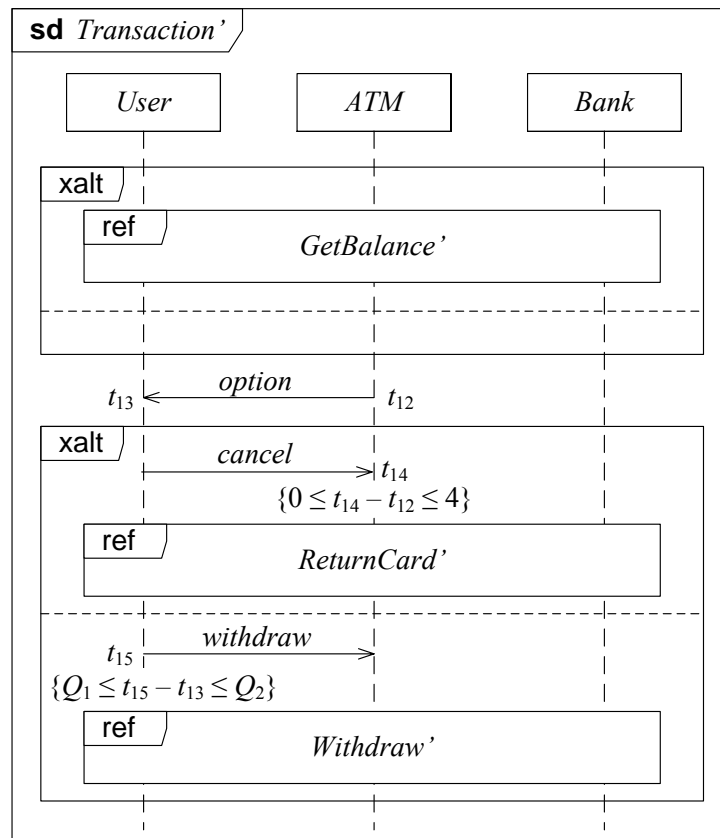 sd Transaction’
User ATM Bank
xalt
ref
GetBalance’
t13 option t12
xalt
cancel t14
{0 ≤ t14 – t12 ≤ 4}
ref
ReturnCard’
withdraw
t15
{Q1 ≤ t15 – t13 ≤ Q2}
ref
Withdraw’